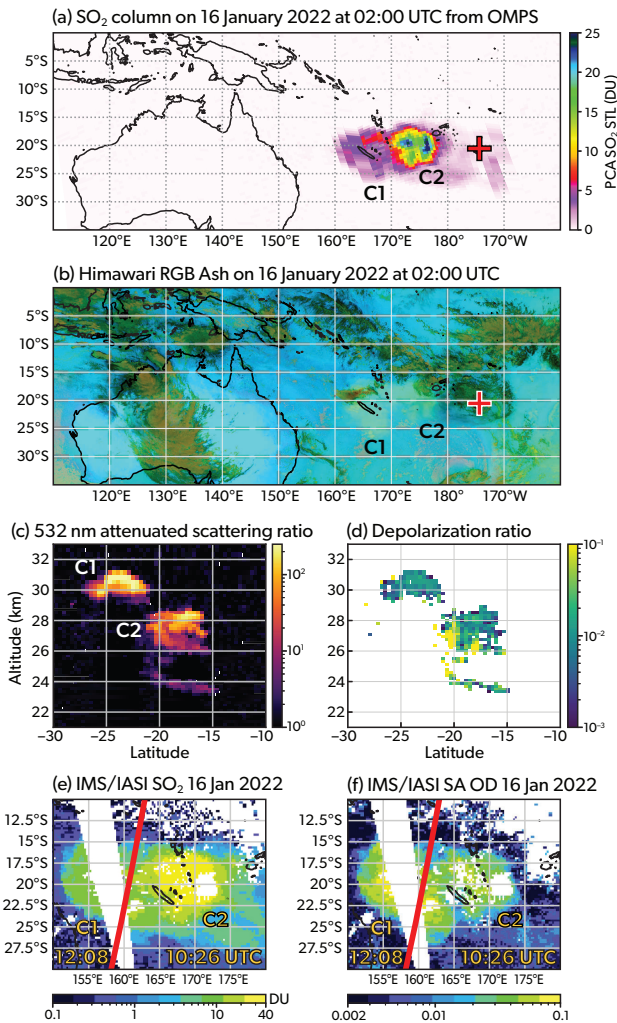 (a) SO₂ column on 16 January 2022 at 02:00 UTC from OMPS
5°S
10°S
15°S
20°S
25°S
30°S
C1
C2
120°E 130°E 140°E 150°E 160°E 170°E 180° 170°W
25
20
15
10
5
0
PCA SO₂ STL (DU)
(b) Himawari RGB Ash on 16 January 2022 at 02:00 UTC
5°S
10°S
15°S
20°S
25°S
30°S
C1
C2
120°E 130°E 140°E 150°E 160°E 170°E 180° 170°W
(c) 532 nm attenuated scattering ratio
Altitude (km)
32
30
28
26
24
22
C1
C2
−30 −25 −20 −15 −10
Latitude
10²
10¹
10⁰
(d) Depolarization ratio
32
30
28
26
24
22
−30 −25 −20 −15 −10
Latitude
10⁻¹
10⁻²
10⁻³
(e) IMS/IASI SO₂ 16 Jan 2022
12.5°S
15°S
17.5°S
20°S
22.5°S
25°S
27.5°S
C1
C2
12:08 10:26 UTC
155°E 160°E 165°E 170°E 175°E
DU
0.1 1 10 40
(f) IMS/IASI SA OD 16 Jan 2022
12.5°S
15°S
17.5°S
20°S
22.5°S
25°S
27.5°S
C1
C2
12:08 10:26 UTC
155°E 160°E 165°E 170°E 175°E
0.002 0.01 0.1